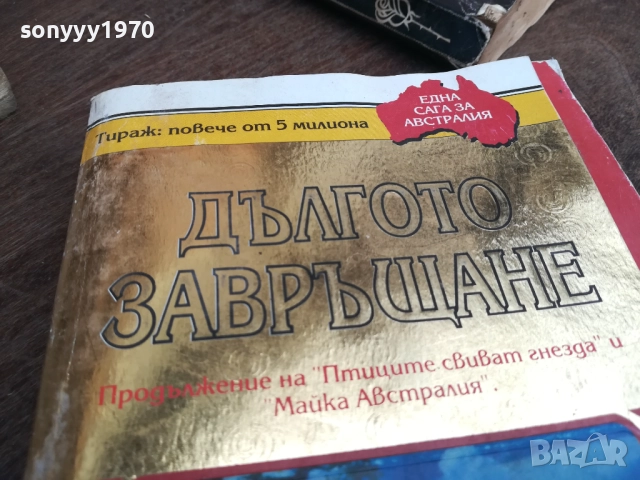 sonyyy1970
ЕДНА
САГА ЗА
АВСТРАЛИЯ
Тираж: повече от 5 милиона
ДЪЛГОТО
ЗАВРЪЩАНЕ
Продължение на "Птиците свиват гнезда" и
"Майка Австралия".
BAZAR